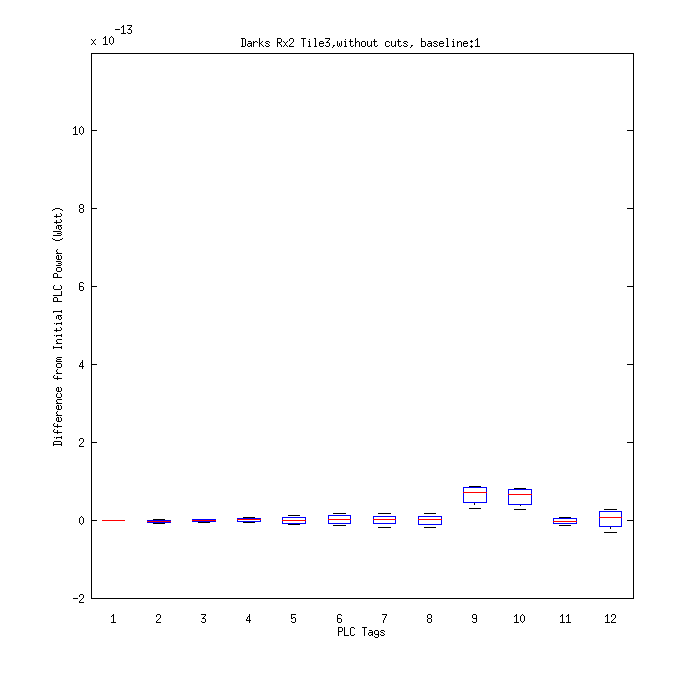 x 10^-13
Darks Rx2 Tile3,without cuts, baseline:1
10
8
6
4
2
0
-2
Difference from Initial PLC Power (Watt)
1 2 3 4 5 6 7 8 9 10 11 12
PLC Tags